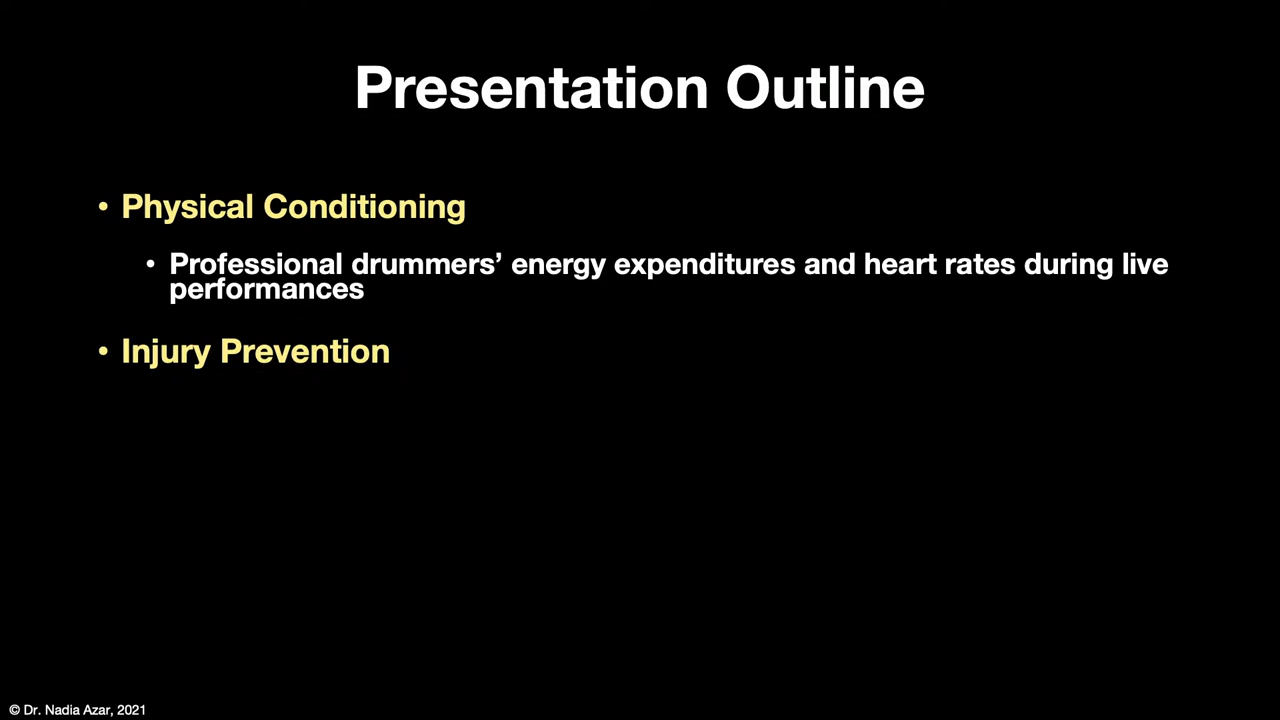 Presentation Outline
• Physical Conditioning
• Professional drummers’ energy expenditures and heart rates during live
performances
• Injury Prevention
© Dr. Nadia Azar, 2021